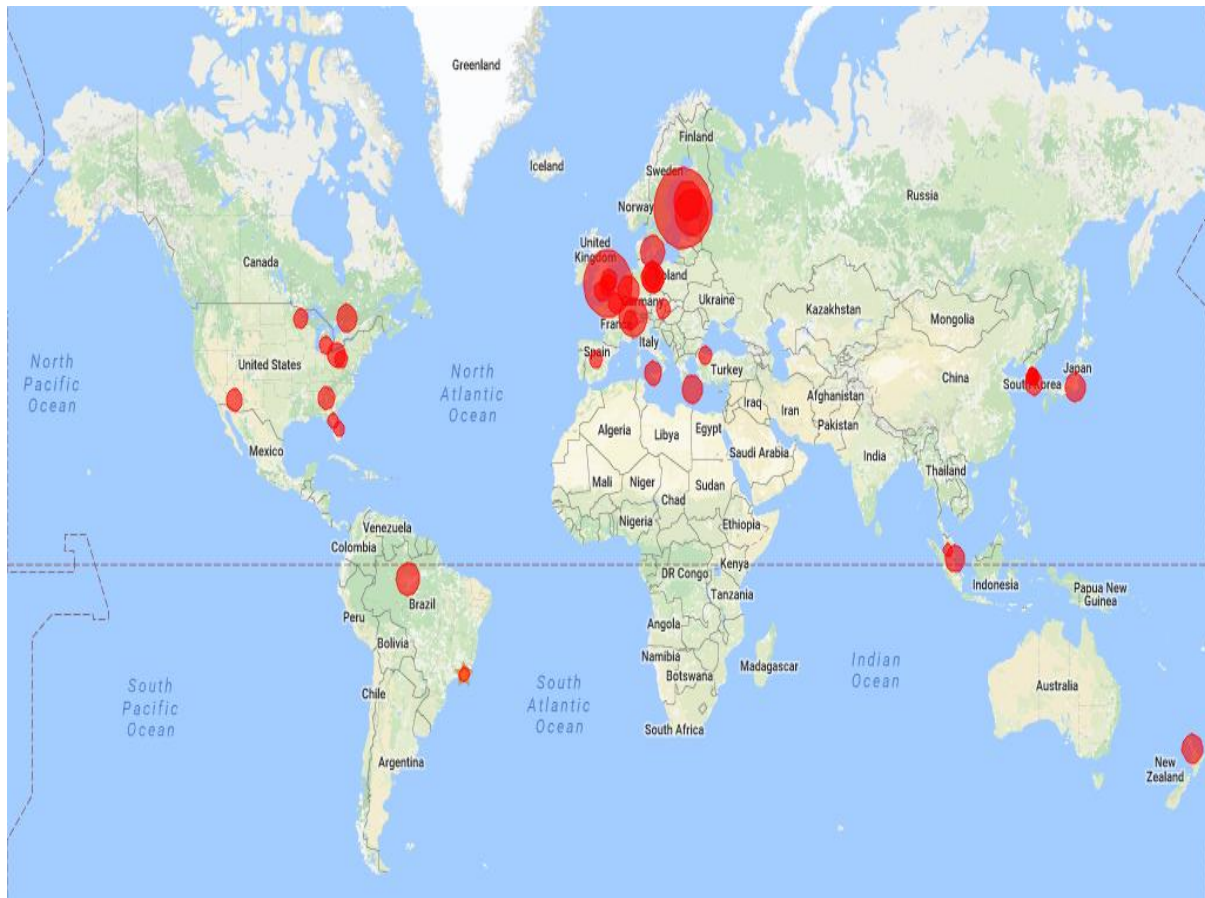 Greenland
Iceland
Finland
Sweden
Norway
Russia
United
Kingdom
Canada
Poland
Germany
Ukraine
Kazakhstan
Mongolia
France
Italy
Spain
Turkey
United States
North
Pacific
Ocean
North
Atlantic
Ocean
China
South Korea
Japan
Iraq
Iran
Afghanistan
Pakistan
Algeria
Libya
Egypt
Saudi Arabia
India
Mexico
Mali
Niger
Sudan
Chad
Thailand
Nigeria
Ethiopia
Venezuela
Colombia
DR Congo
Kenya
Indonesia
Papua New
Guinea
Tanzania
Brazil
Peru
Angola
Bolivia
Namibia
Botswana
Madagascar
Indian
Ocean
South
Pacific
Ocean
Chile
South
Atlantic
Ocean
Australia
South Africa
Argentina
New
Zealand